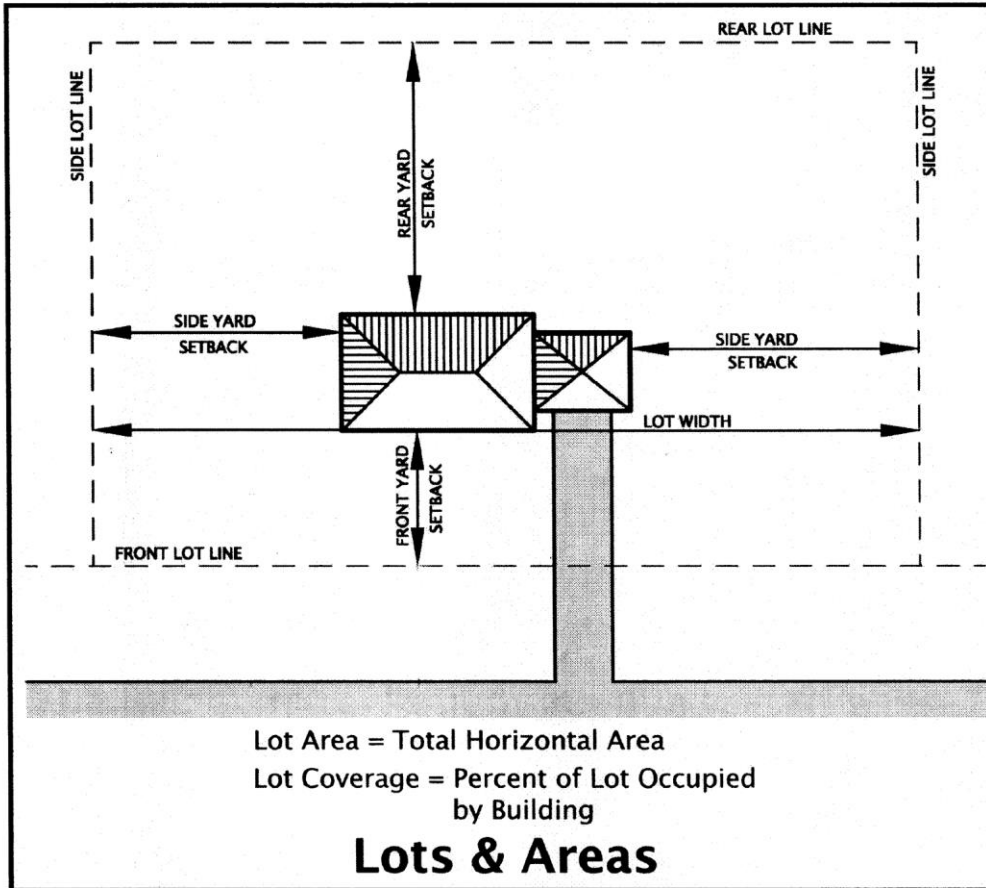 REAR LOT LINE
SIDE LOT LINE
SIDE LOT LINE
REAR YARD
SETBACK
SIDE YARD
SETBACK
SIDE YARD
SETBACK
LOT WIDTH
FRONT YARD
SETBACK
FRONT LOT LINE
Lot Area = Total Horizontal Area
Lot Coverage = Percent of Lot Occupied
by Building
Lots & Areas